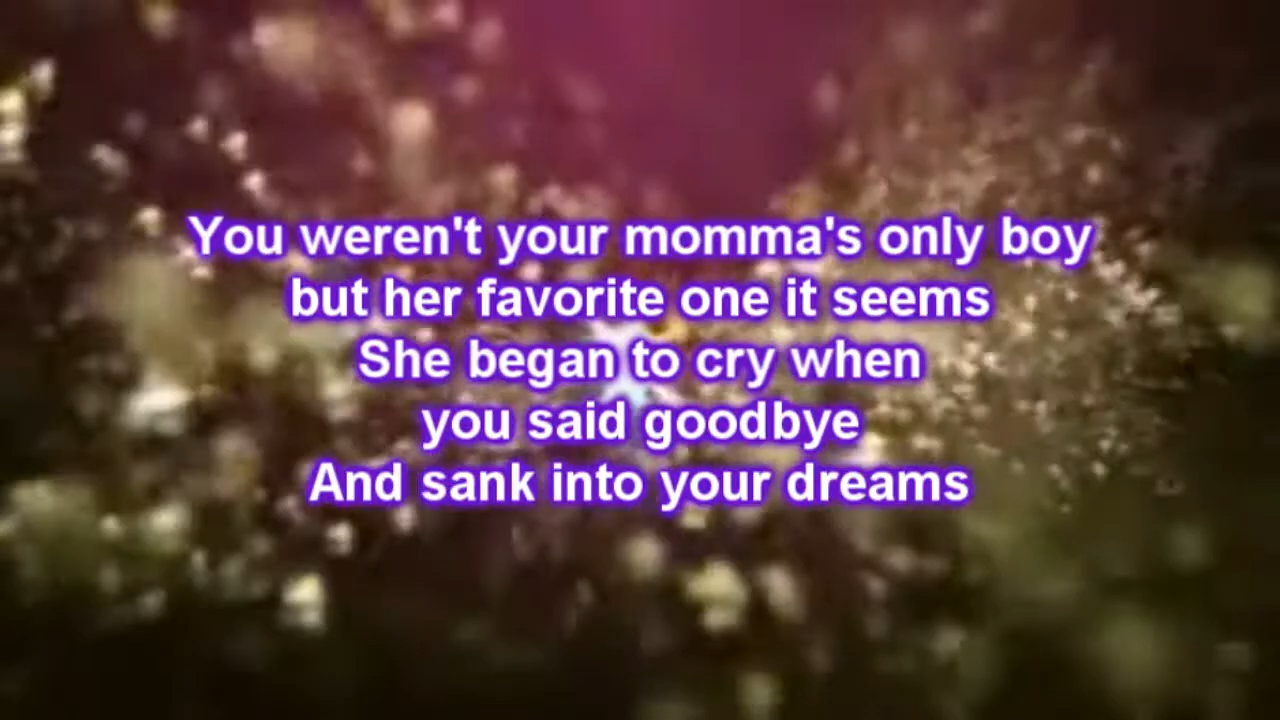 You weren't your momma's only boy
but her favorite one it seems
She began to cry when
you said goodbye
And sank into your dreams